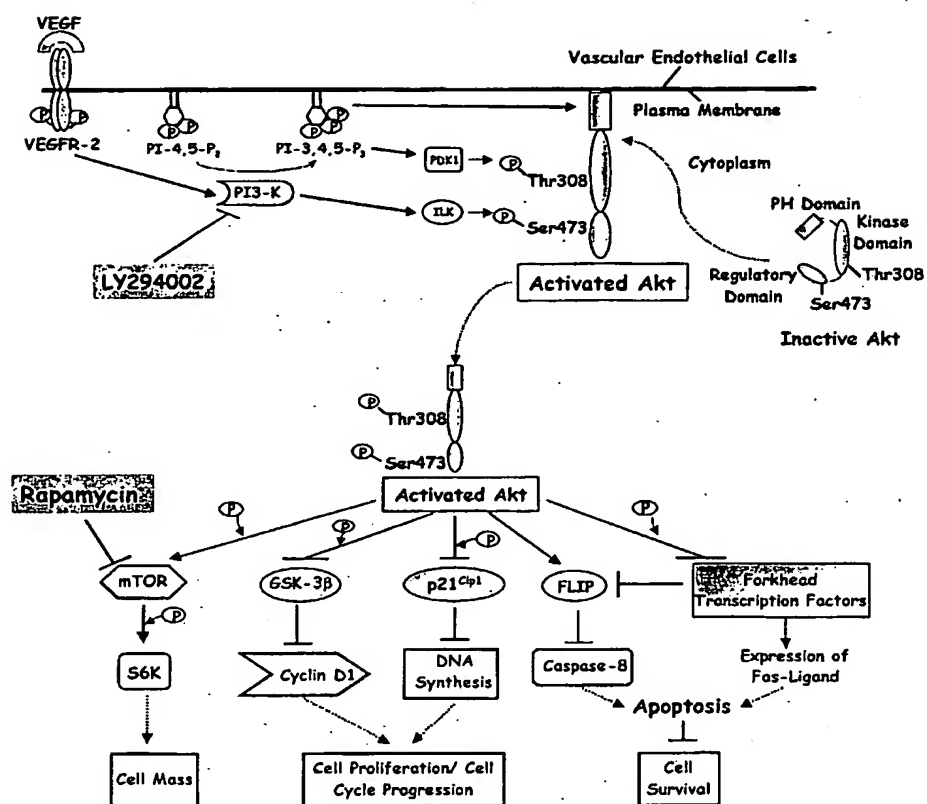 VEGF
Vascular Endothelial Cells
Plasma Membrane
P
P
P P
P P
P
VEGFR-2
PI-4,5-P₂
PI-3,4,5-P₃
PDK1
P
Thr308
Cytoplasm
PI3-K
ILK
P
Ser473
PH Domain
Kinase
Domain
Regulatory
Domain
Thr308
Ser473
Inactive Akt
LY294002
Activated Akt
P
Thr308
P
Ser473
Rapamycin
Activated Akt
P
P
P
P
mTOR
GSK-3β
p21^Cip1
FLIP
Forkhead
Transcription Factors
P
S6K
Cyclin D1
DNA
Synthesis
Caspase-8
Expression of
Fas-Ligand
Apoptosis
Cell Mass
Cell Proliferation/ Cell
Cycle Progression
Cell
Survival